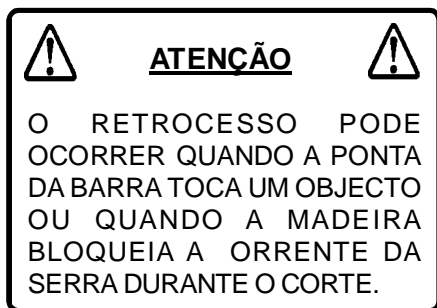 ATENÇÃO
O RETROCESSO PODE
OCORRER QUANDO A PONTA
DA BARRA TOCA UM OBJECTO
OU QUANDO A MADEIRA
BLOQUEIA A ORRENTE DA
SERRA DURANTE O CORTE.